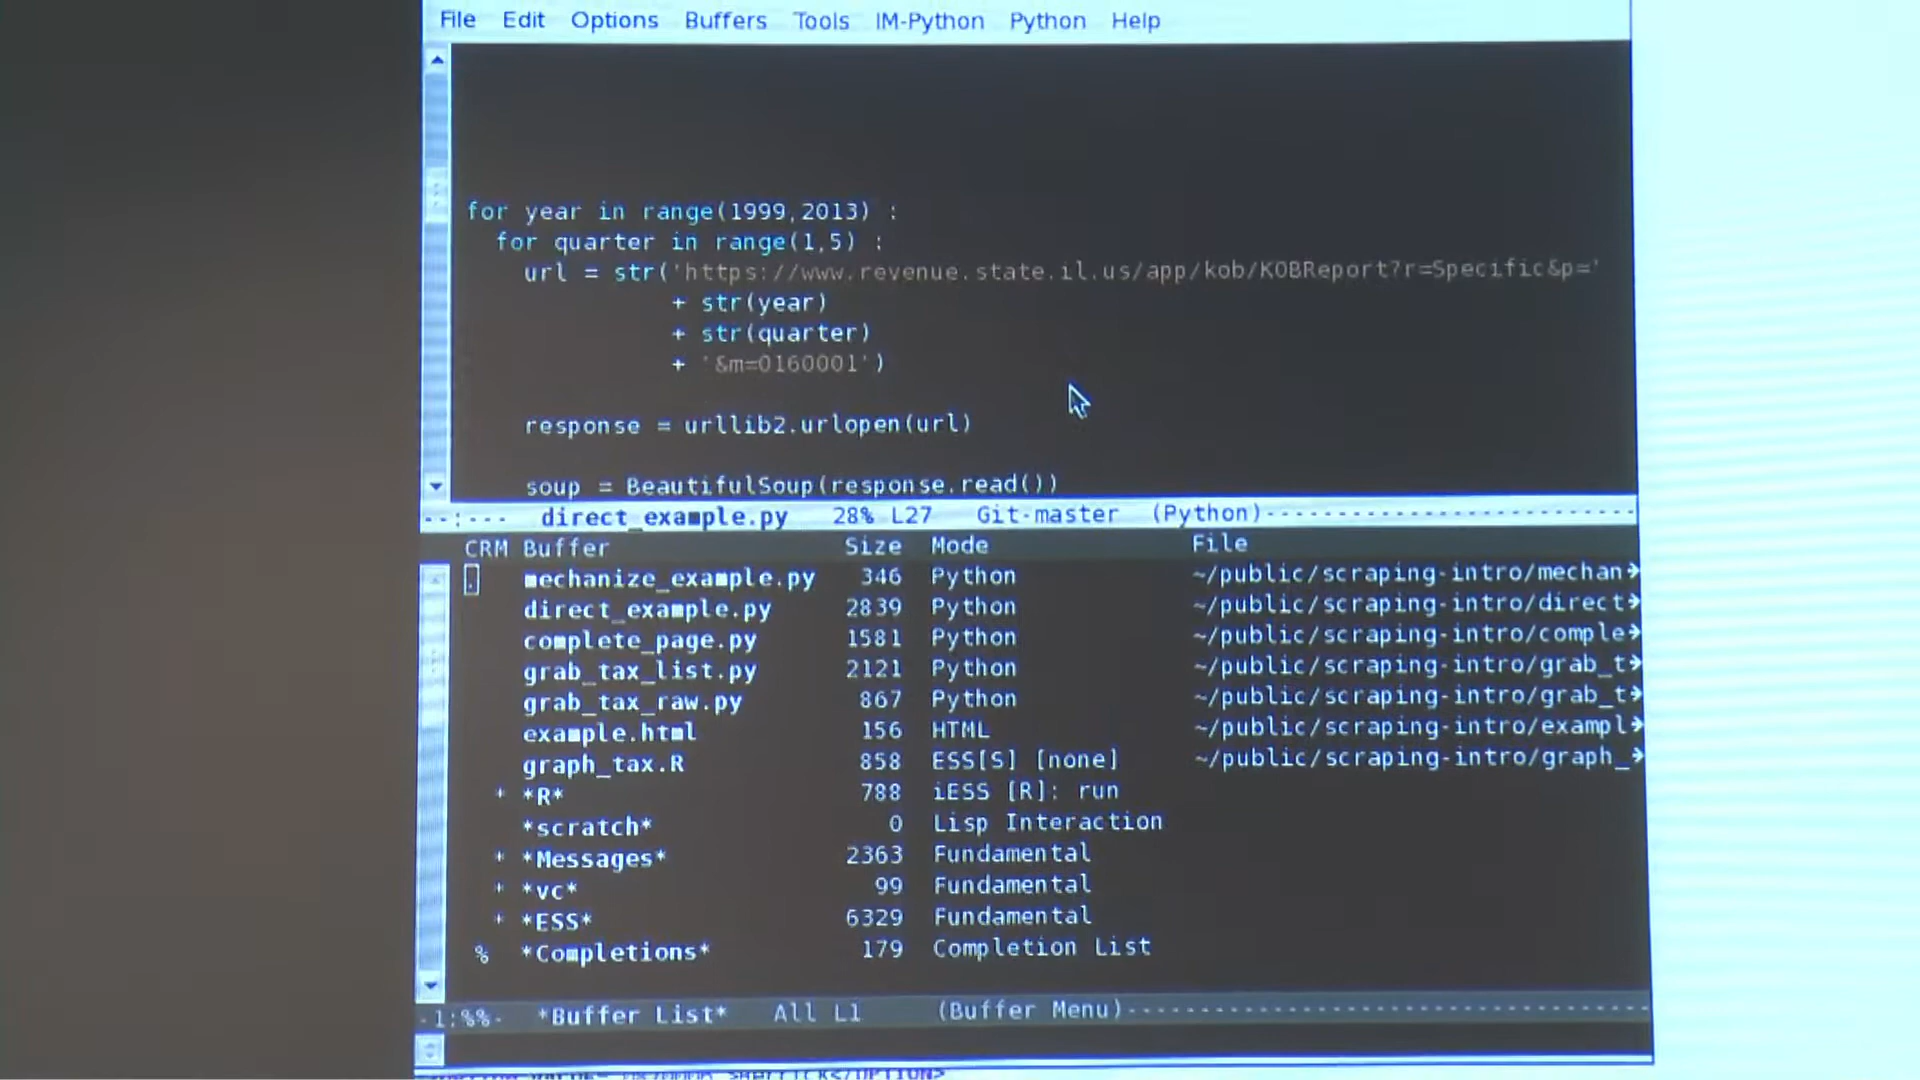 File Edit Options Buffers Tools IM-Python Python Help
for year in range(1999,2013) :
for quarter in range(1,5) :
url = str('https://www.revenue.state.il.us/app/kob/KOBReport?r=Specific&p='
+ str(year)
+ str(quarter)
+ '&m=0160001')
response = urllib2.urlopen(url)
soup = BeautifulSoup(response.read())
--:--- direct_example.py 28% L27 Git-master (Python)--------------------------
CRM Buffer Size Mode File
. mechanize_example.py 346 Python ~/public/scraping-intro/mechan→
direct_example.py 2839 Python ~/public/scraping-intro/direct→
complete_page.py 1581 Python ~/public/scraping-intro/comple→
grab_tax_list.py 2121 Python ~/public/scraping-intro/grab_t→
grab_tax_raw.py 867 Python ~/public/scraping-intro/grab_t→
example.html 156 HTML ~/public/scraping-intro/exampl→
graph_tax.R 858 ESS[S] [none] ~/public/scraping-intro/graph_→
* *R* 788 iESS [R]: run
*scratch* 0 Lisp Interaction
* *Messages* 2363 Fundamental
* *vc* 99 Fundamental
* *ESS* 6329 Fundamental
% *Completions* 179 Completion List
-1:%%- *Buffer List* All L1 (Buffer Menu)------------------------------------